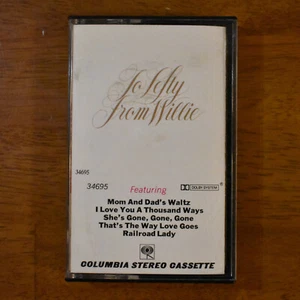 To Lefty
From Willie
34695
34695 Featuring DOLBY SYSTEM
Mom And Dad's Waltz
I Love You A Thousand Ways
She's Gone, Gone, Gone
That's The Way Love Goes
Railroad Lady
COLUMBIA STEREO CASSETTE